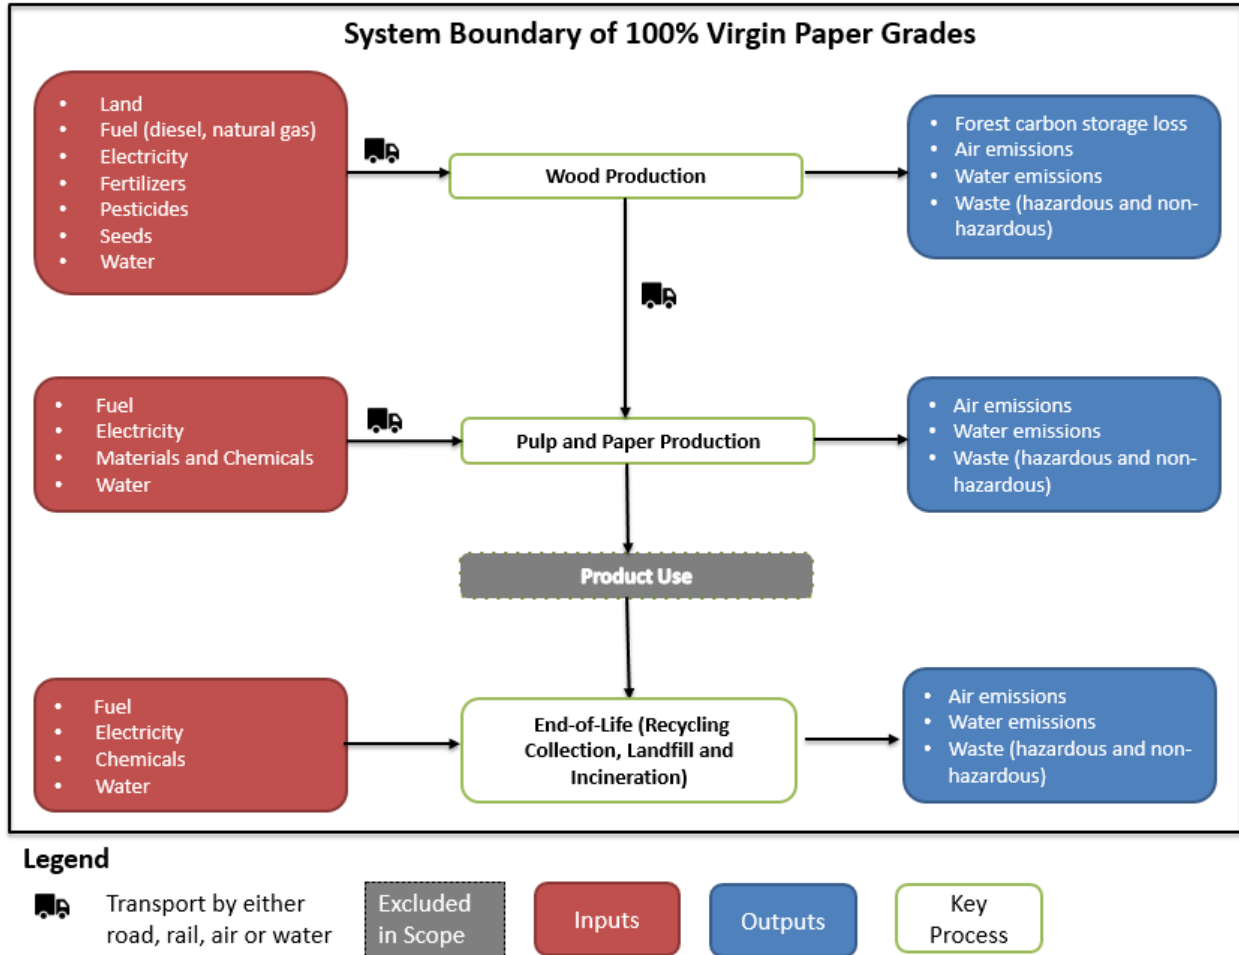 System Boundary of 100% Virgin Paper Grades
• Land
• Fuel (diesel, natural gas)
• Electricity
• Fertilizers
• Pesticides
• Seeds
• Water
Wood Production
• Forest carbon storage loss
• Air emissions
• Water emissions
• Waste (hazardous and non-
hazardous)
• Fuel
• Electricity
• Materials and Chemicals
• Water
Pulp and Paper Production
• Air emissions
• Water emissions
• Waste (hazardous and non-
hazardous)
Product Use
• Fuel
• Electricity
• Chemicals
• Water
End-of-Life (Recycling
Collection, Landfill and
Incineration)
• Air emissions
• Water emissions
• Waste (hazardous and non-
hazardous)
Legend
Transport by either
road, rail, air or water
Excluded
in Scope
Inputs
Outputs
Key
Process